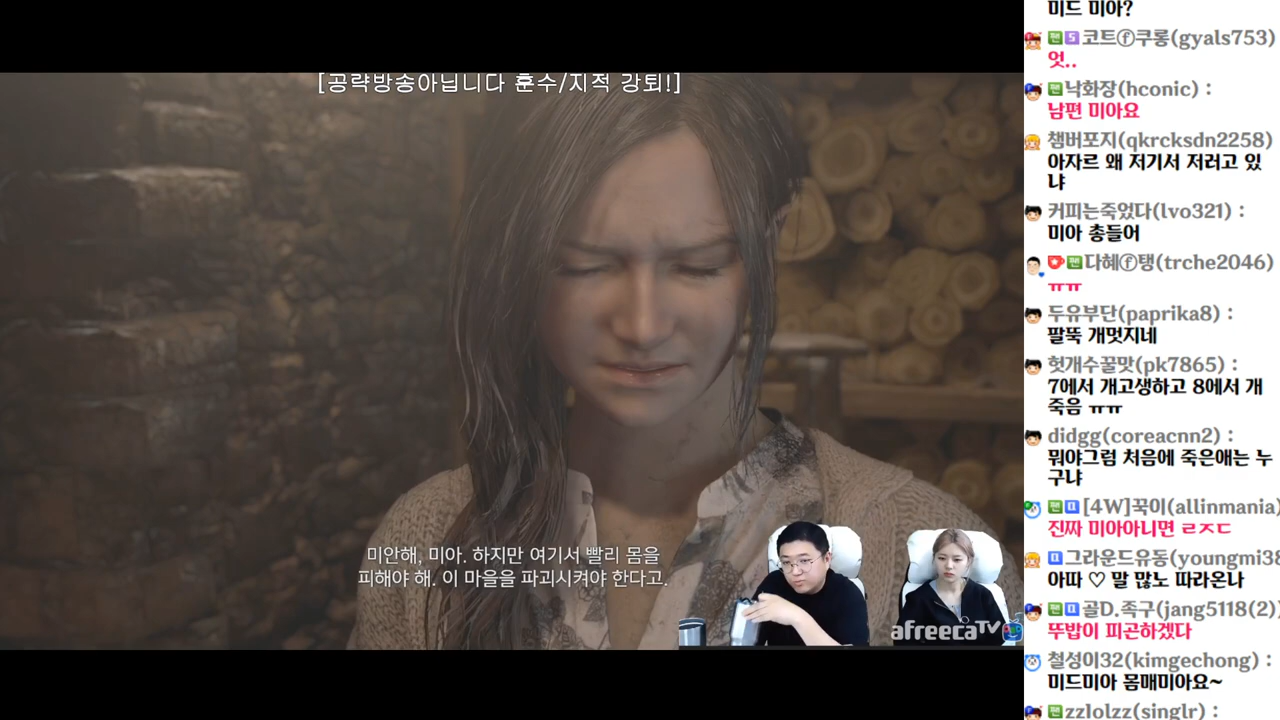 [공략방송아닙니다 훈수/지적 강퇴!]
미안해, 미아. 하지만 여기서 빨리 몸을
피해야 해. 이 마을을 파괴시켜야 한다고.
afreecaTV
미드 미아?
팬 5 코트ⓕ쿠롱(gyals753)
엇..
팬 낙화장(hconic) :
남편 미아요
챔버포지(qkrcksdn2258)
아자르 왜 저기서 저러고 있
냐
커피는죽었다(lvo321) :
미아 총들어
팬 다혜ⓕ탱(trche2046)
ㅠㅠ
두유부단(paprika8) :
팔뚝 개멋지네
헛개수꿀맛(pk7865) :
7에서 개고생하고 8에서 개
죽음 ㅠㅠ
didgg(coreacnn2) :
뭐야그럼 처음에 죽은애는 누
구냐
팬 [4W]꾹이(allinmania)
진짜 미아아니면 ㄹㅈㄷ
그라운드유동(youngmi38
아따 ♡ 말 많노 따라온나
팬 골D.족구(jang5118(2))
뚜밥이 피곤하겠다
철성이32(kimgechong) :
미드미아 몸매미아요~
팬 zzlolzz(singlr) :